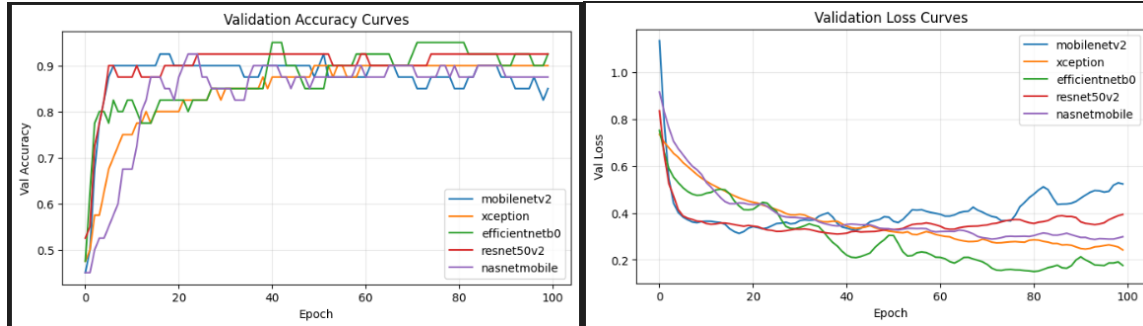 Validation Accuracy Curves
Val Accuracy
0.9
0.8
0.7
0.6
0.5
mobilenetv2
xception
efficientnetb0
resnet50v2
nasnetmobile
0 20 40 60 80 100
Epoch
Validation Loss Curves
Val Loss
1.0
0.8
0.6
0.4
0.2
mobilenetv2
xception
efficientnetb0
resnet50v2
nasnetmobile
0 20 40 60 80 100
Epoch